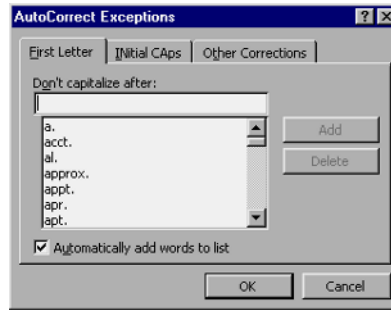 AutoCorrect Exceptions
First Letter INitial CAps Other Corrections
Don't capitalize after:
a.
acct.
al.
approx.
appt.
apr.
apt.
Add
Delete
Automatically add words to list
OK Cancel